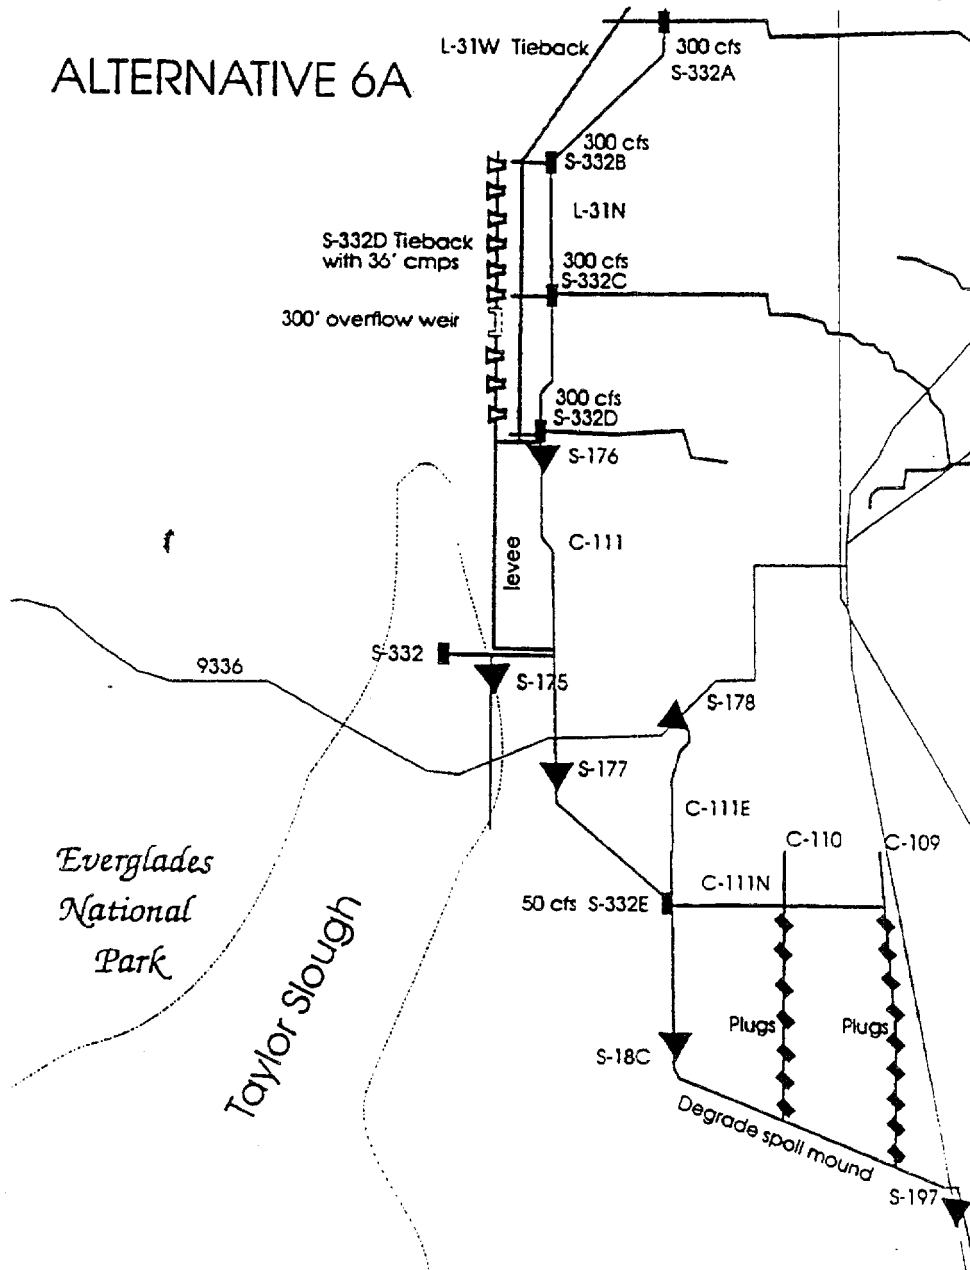 ALTERNATIVE 6A
L-31W Tieback
300 cfs
S-332A
300 cfs
S-332B
L-31N
S-332D Tieback
with 36' cmps
300 cfs
S-332C
300' overflow weir
300 cfs
S-332D
S-176
C-111
levee
S-332
9336
S-175
S-178
S-177
C-111E
C-110
C-109
Everglades
National
Park
C-111N
50 cfs S-332E
Taylor Slough
Plugs
Plugs
S-18C
Degrade spoil mound
S-197